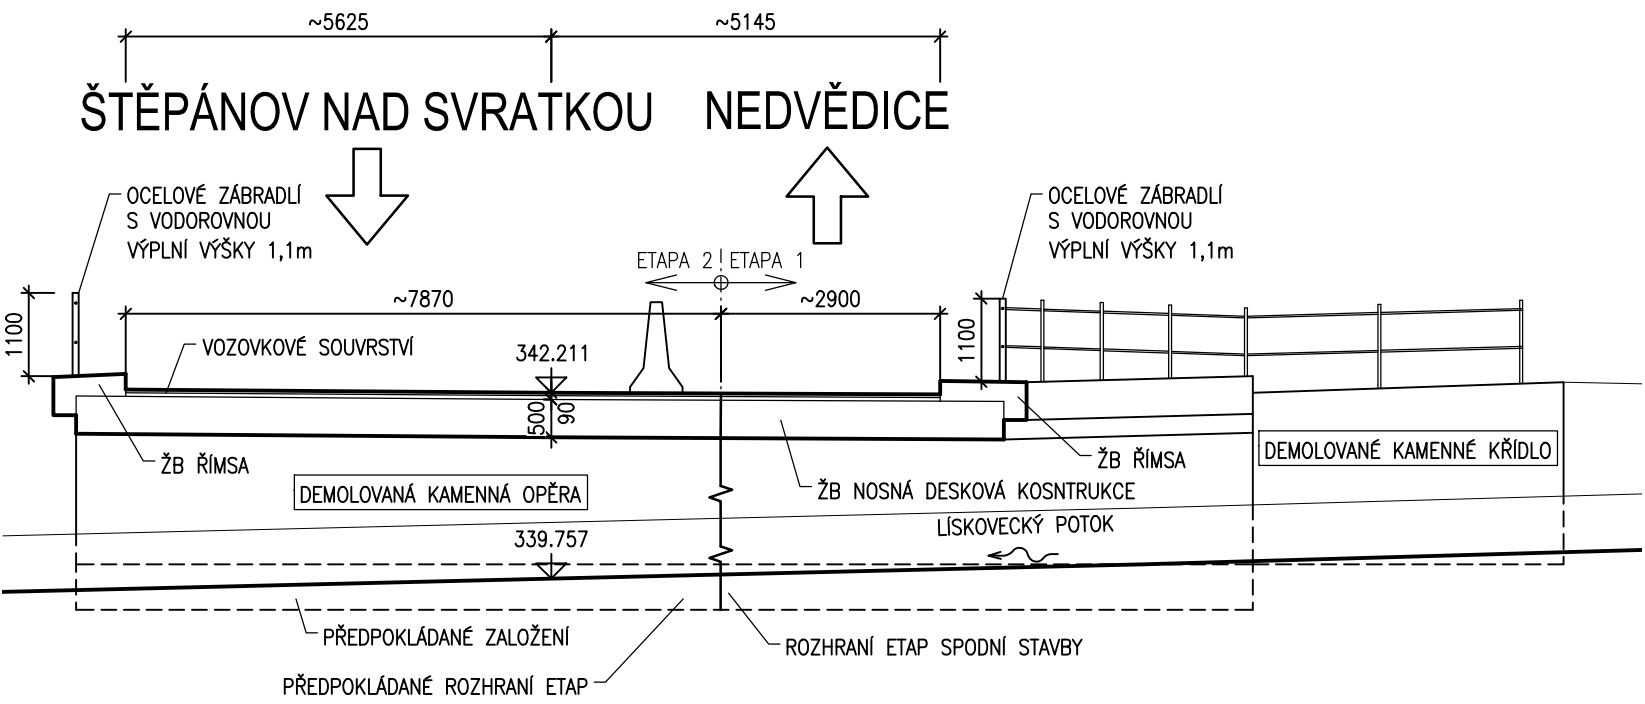 ~5625
~5145
ŠTĚPÁNOV NAD SVRATKOU
NEDVĚDICE
OCELOVÉ ZÁBRADLÍ
S VODOROVNOU
VÝPLNÍ VÝŠKY 1,1m
OCELOVÉ ZÁBRADLÍ
S VODOROVNOU
VÝPLNÍ VÝŠKY 1,1m
ETAPA 2
ETAPA 1
~7870
~2900
1100
1100
VOZOVKOVÉ SOUVRSTVÍ
342.211
500
90
ŽB ŘÍMSA
ŽB ŘÍMSA
DEMOLOVANÉ KAMENNÉ KŘÍDLO
DEMOLOVANÁ KAMENNÁ OPĚRA
ŽB NOSNÁ DESKOVÁ KOSNTRUKCE
LÍSKOVECKÝ POTOK
339.757
PŘEDPOKLÁDANÉ ZALOŽENÍ
ROZHRANÍ ETAP SPODNÍ STAVBY
PŘEDPOKLÁDANÉ ROZHRANÍ ETAP